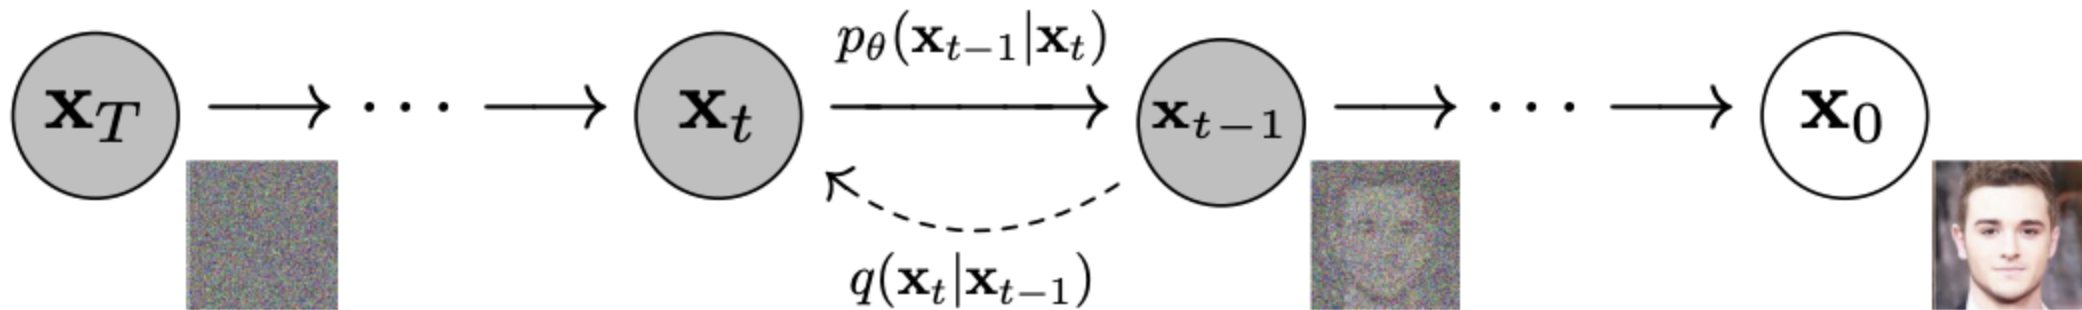 p_θ(x_{t−1}|x_t)
x_T → ··· → x_t → x_{t−1} → ··· → x_0
q(x_t|x_{t−1})